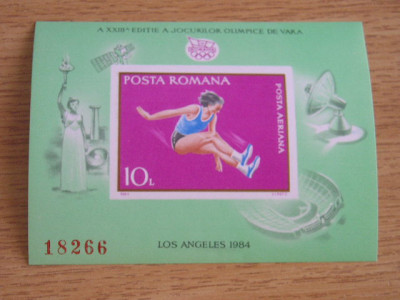 A XXIII-A EDITIE A JOCURILOR OLIMPICE DE VARA
POSTA ROMANA
POSTA AERIANA
10L
18266
LOS ANGELES 1984